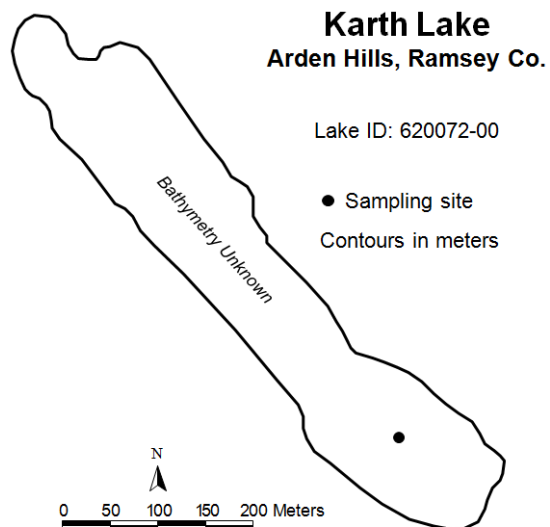 Karth Lake
Arden Hills, Ramsey Co.
Lake ID: 620072-00
Sampling site
Contours in meters
Bathymetry Unknown
N
0 50 100 150 200 Meters